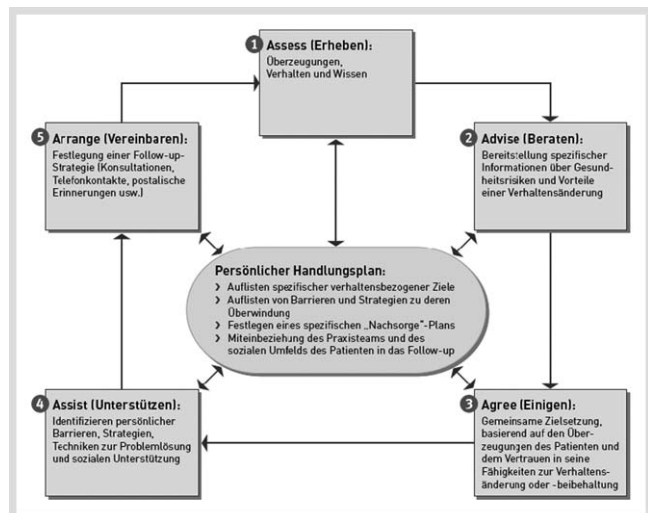 1 Assess (Erheben):
Überzeugungen,
Verhalten und Wissen
2 Advise (Beraten):
Bereitstellung spezifischer
Informationen über Gesund-
heitsrisiken und Vorteile
einer Verhaltensänderung
3 Agree (Einigen):
Gemeinsame Zielsetzung,
basierend auf den Über-
zeugungen des Patienten und
dem Vertrauen in seine
Fähigkeiten zur Verhaltens-
änderung oder -beibehaltung
4 Assist (Unterstützen):
Identifizieren persönlicher
Barrieren, Strategien,
Techniken zur Problemlösung
und sozialen Unterstützung
5 Arrange (Vereinbaren):
Festlegung einer Follow-up-
Strategie (Konsultationen,
Telefonkontakte, postalische
Erinnerungen usw.)
Persönlicher Handlungsplan:
> Auflisten spezifischer verhaltensbezogener Ziele
> Auflisten von Barrieren und Strategien zu deren
Überwindung
> Festlegen eines spezifischen „Nachsorge"-Plans
> Miteinbeziehung des Praxisteams und des
sozialen Umfelds des Patienten in das Follow-up